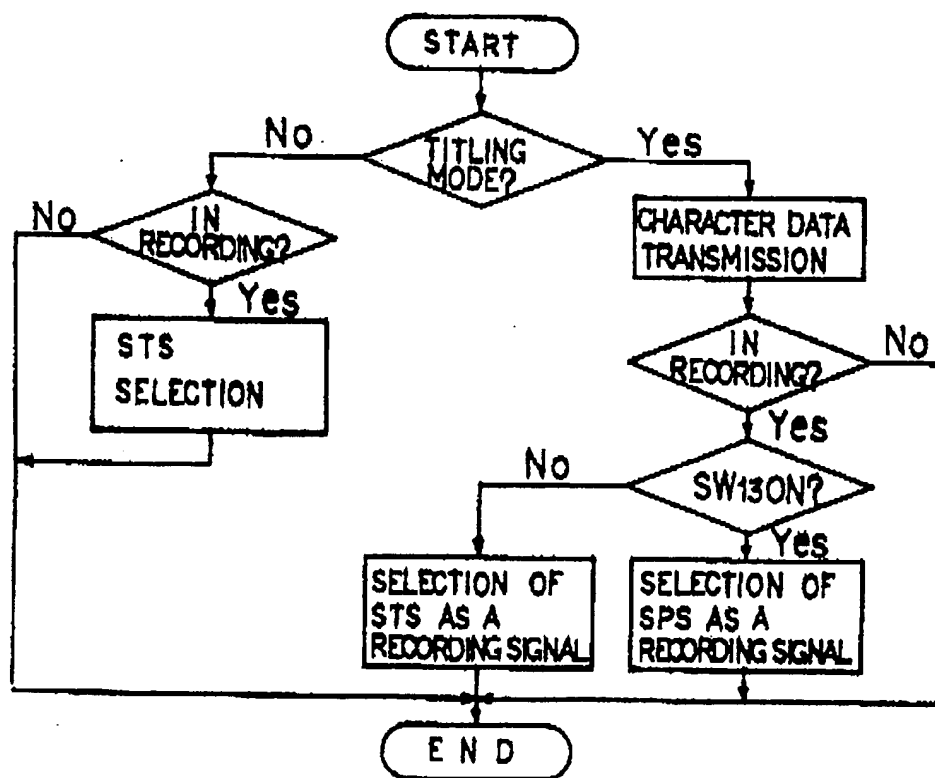 START
No
TITLING
MODE?
Yes
No
IN
RECORDING?
Yes
STS
SELECTION
CHARACTER DATA
TRANSMISSION
IN
RECORDING?
No
Yes
No
SW13ON?
Yes
SELECTION OF
STS AS A
RECORDING SIGNAL
SELECTION OF
SPS AS A
RECORDING SIGNAL
END